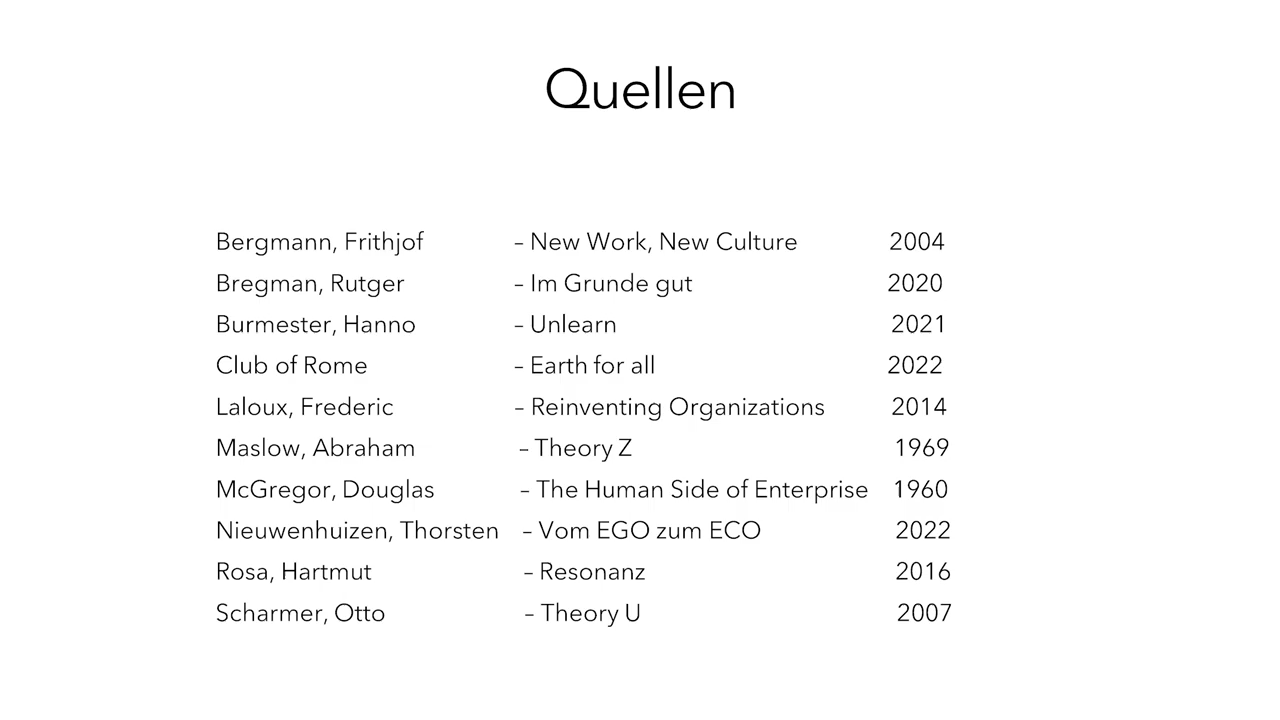 Quellen
Bergmann, Frithjof – New Work, New Culture 2004
Bregman, Rutger – Im Grunde gut 2020
Burmester, Hanno – Unlearn 2021
Club of Rome – Earth for all 2022
Laloux, Frederic – Reinventing Organizations 2014
Maslow, Abraham – Theory Z 1969
McGregor, Douglas – The Human Side of Enterprise 1960
Nieuwenhuizen, Thorsten – Vom EGO zum ECO 2022
Rosa, Hartmut – Resonanz 2016
Scharmer, Otto – Theory U 2007